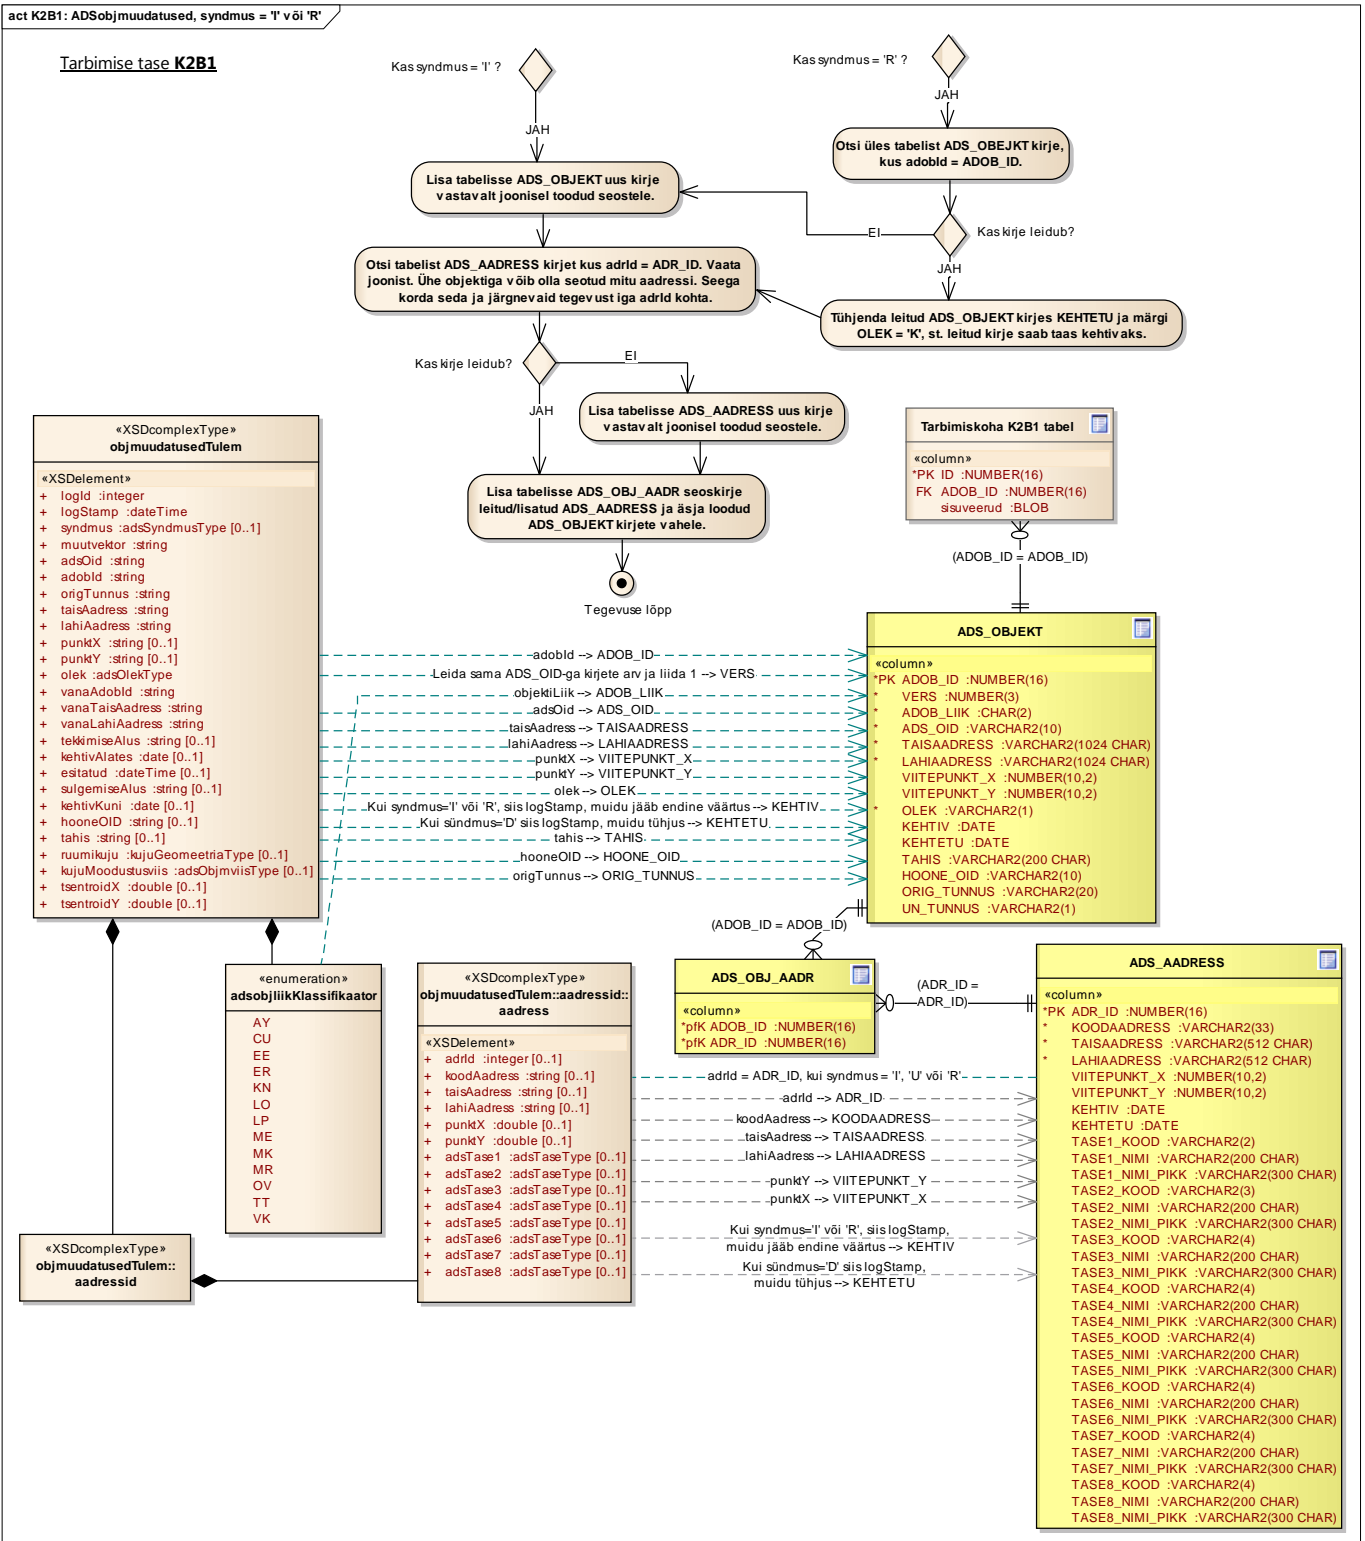 act K2B1: ADSobjmuudatused, syndmus = 'I' või 'R'
Tarbimise tase K2B1
Kas syndmus = 'I' ?
JAH
Kas syndmus = 'R' ?
JAH
Otsi üles tabelist ADS_OBEJKT kirje,
kus adobId = ADOB_ID.
Lisa tabelisse ADS_OBJEKT uus kirje
vastavalt joonisel toodud seostele.
EI
Kas kirje leidub?
JAH
Otsi tabelist ADS_AADRESS kirjet kus adrId = ADR_ID. Vaata
joonist. Ühe objektiga võib olla seotud mitu aadressi. Seega
korda seda ja järgnevaid tegevust iga adrId kohta.
Tühjenda leitud ADS_OBJEKT kirjes KEHTETU ja märgi
OLEK = 'K', st. leitud kirje saab taas kehtivaks.
Kas kirje leidub?
EI
JAH
Lisa tabelisse ADS_AADRESS uus kirje
vastavalt joonisel toodud seostele.
Lisa tabelisse ADS_OBJ_AADR seoskirje
leitud/lisatud ADS_AADRESS ja äsja loodud
ADS_OBJEKT kirjete vahele.
Tegevuse lõpp
«XSDcomplexType»
objmuudatusedTulem
«XSDelement»
+ logId :integer
+ logStamp :dateTime
+ syndmus :adsSyndmusType [0..1]
+ muutvektor :string
+ adsOid :string
+ adobId :string
+ origTunnus :string
+ taisAadress :string
+ lahiAadress :string
+ punktX :string [0..1]
+ punktY :string [0..1]
+ olek :adsOlekType
+ vanaAdobId :string
+ vanaTaisAadress :string
+ vanaLahiAadress :string
+ tekkimiseAlus :string [0..1]
+ kehtivAlates :date [0..1]
+ esitatud :dateTime [0..1]
+ sulgemiseAlus :string [0..1]
+ kehtivKuni :date [0..1]
+ hooneOID :string [0..1]
+ tahis :string [0..1]
+ ruumikuju :kujuGeomeetriaType [0..1]
+ kujuMoodustusviis :adsObjmviisType [0..1]
+ tsentroidX :double [0..1]
+ tsentroidY :double [0..1]
Tarbimiskoha K2B1 tabel
«column»
*PK ID :NUMBER(16)
FK ADOB_ID :NUMBER(16)
sisuveerud :BLOB
(ADOB_ID = ADOB_ID)
adobId --> ADOB_ID
Leida sama ADS_OID-ga kirjete arv ja liida 1 --> VERS
objektiLiik --> ADOB_LIIK
adsOid --> ADS_OID
taisAadress --> TAISAADRESS
lahiAadress --> LAHIAADRESS
punktX --> VIITEPUNKT_X
punktY --> VIITEPUNKT_Y
olek --> OLEK
Kui syndmus='I' või 'R', siis logStamp, muidu jääb endine väärtus --> KEHTIV
Kui sündmus='D' siis logStamp, muidu tühjus --> KEHTETU
tahis --> TAHIS
hooneOID --> HOONE_OID
origTunnus --> ORIG_TUNNUS
ADS_OBJEKT
«column»
*PK ADOB_ID :NUMBER(16)
* VERS :NUMBER(3)
* ADOB_LIIK :CHAR(2)
* ADS_OID :VARCHAR2(10)
* TAISAADRESS :VARCHAR2(1024 CHAR)
* LAHIAADRESS :VARCHAR2(1024 CHAR)
VIITEPUNKT_X :NUMBER(10,2)
VIITEPUNKT_Y :NUMBER(10,2)
* OLEK :VARCHAR2(1)
KEHTIV :DATE
KEHTETU :DATE
TAHIS :VARCHAR2(200 CHAR)
HOONE_OID :VARCHAR2(10)
ORIG_TUNNUS :VARCHAR2(20)
UN_TUNNUS :VARCHAR2(1)
(ADOB_ID = ADOB_ID)
«enumeration»
adsobjliikKlassifikaator
AY
CU
EE
ER
KN
LO
LP
ME
MK
MR
OV
TT
VK
«XSDcomplexType»
objmuudatusedTulem::
aadressid
«XSDcomplexType»
objmuudatusedTulem::aadressid::
aadress
«XSDelement»
+ adrId :integer [0..1]
+ koodAadress :string [0..1]
+ taisAadress :string [0..1]
+ lahiAadress :string [0..1]
+ punktX :double [0..1]
+ punktY :double [0..1]
+ adsTase1 :adsTaseType [0..1]
+ adsTase2 :adsTaseType [0..1]
+ adsTase3 :adsTaseType [0..1]
+ adsTase4 :adsTaseType [0..1]
+ adsTase5 :adsTaseType [0..1]
+ adsTase6 :adsTaseType [0..1]
+ adsTase7 :adsTaseType [0..1]
+ adsTase8 :adsTaseType [0..1]
ADS_OBJ_AADR
«column»
*pfK ADOB_ID :NUMBER(16)
*pfK ADR_ID :NUMBER(16)
(ADR_ID =
ADR_ID)
adrId = ADR_ID, kui syndmus = 'I', 'U' või 'R'
adrId --> ADR_ID
koodAadress --> KOODAADRESS
taisAadress --> TAISAADRESS
lahiAadress --> LAHIAADRESS
punktY --> VIITEPUNKT_Y
punktX --> VIITEPUNKT_X
Kui syndmus='I' või 'R', siis logStamp,
muidu jääb endine väärtus --> KEHTIV
Kui sündmus='D' siis logStamp,
muidu tühjus --> KEHTETU
ADS_AADRESS
«column»
*PK ADR_ID :NUMBER(16)
* KOODAADRESS :VARCHAR2(33)
* TAISAADRESS :VARCHAR2(512 CHAR)
* LAHIAADRESS :VARCHAR2(512 CHAR)
VIITEPUNKT_X :NUMBER(10,2)
VIITEPUNKT_Y :NUMBER(10,2)
KEHTIV :DATE
KEHTETU :DATE
TASE1_KOOD :VARCHAR2(2)
TASE1_NIMI :VARCHAR2(200 CHAR)
TASE1_NIMI_PIKK :VARCHAR2(300 CHAR)
TASE2_KOOD :VARCHAR2(3)
TASE2_NIMI :VARCHAR2(200 CHAR)
TASE2_NIMI_PIKK :VARCHAR2(300 CHAR)
TASE3_KOOD :VARCHAR2(4)
TASE3_NIMI :VARCHAR2(200 CHAR)
TASE3_NIMI_PIKK :VARCHAR2(300 CHAR)
TASE4_KOOD :VARCHAR2(4)
TASE4_NIMI :VARCHAR2(200 CHAR)
TASE4_NIMI_PIKK :VARCHAR2(300 CHAR)
TASE5_KOOD :VARCHAR2(4)
TASE5_NIMI :VARCHAR2(200 CHAR)
TASE5_NIMI_PIKK :VARCHAR2(300 CHAR)
TASE6_KOOD :VARCHAR2(4)
TASE6_NIMI :VARCHAR2(200 CHAR)
TASE6_NIMI_PIKK :VARCHAR2(300 CHAR)
TASE7_KOOD :VARCHAR2(4)
TASE7_NIMI :VARCHAR2(200 CHAR)
TASE7_NIMI_PIKK :VARCHAR2(300 CHAR)
TASE8_KOOD :VARCHAR2(4)
TASE8_NIMI :VARCHAR2(200 CHAR)
TASE8_NIMI_PIKK :VARCHAR2(300 CHAR)